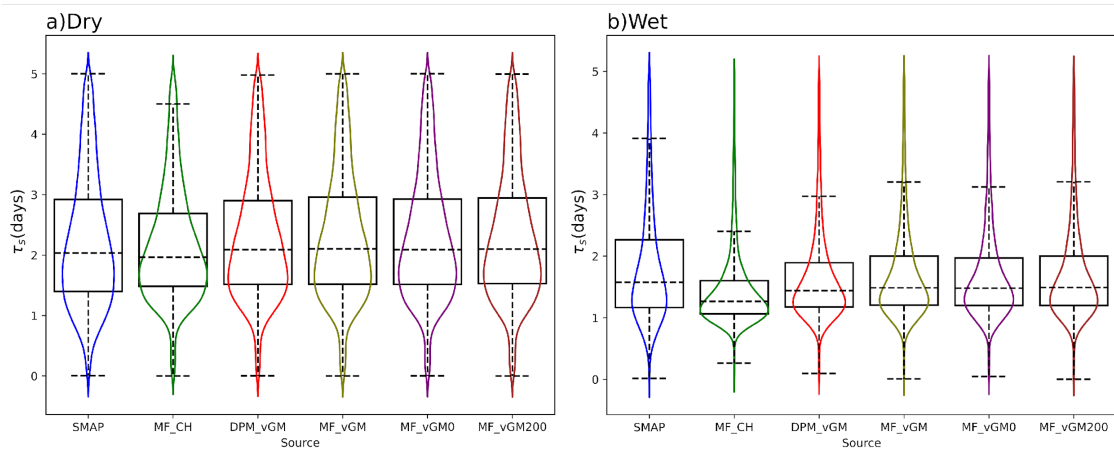 a)Dry
τs(days)
5
4
3
2
1
0
SMAP MF_CH DPM_vGM MF_vGM MF_vGM0 MF_vGM200
Source
b)Wet
τs(days)
5
4
3
2
1
0
SMAP MF_CH DPM_vGM MF_vGM MF_vGM0 MF_vGM200
Source